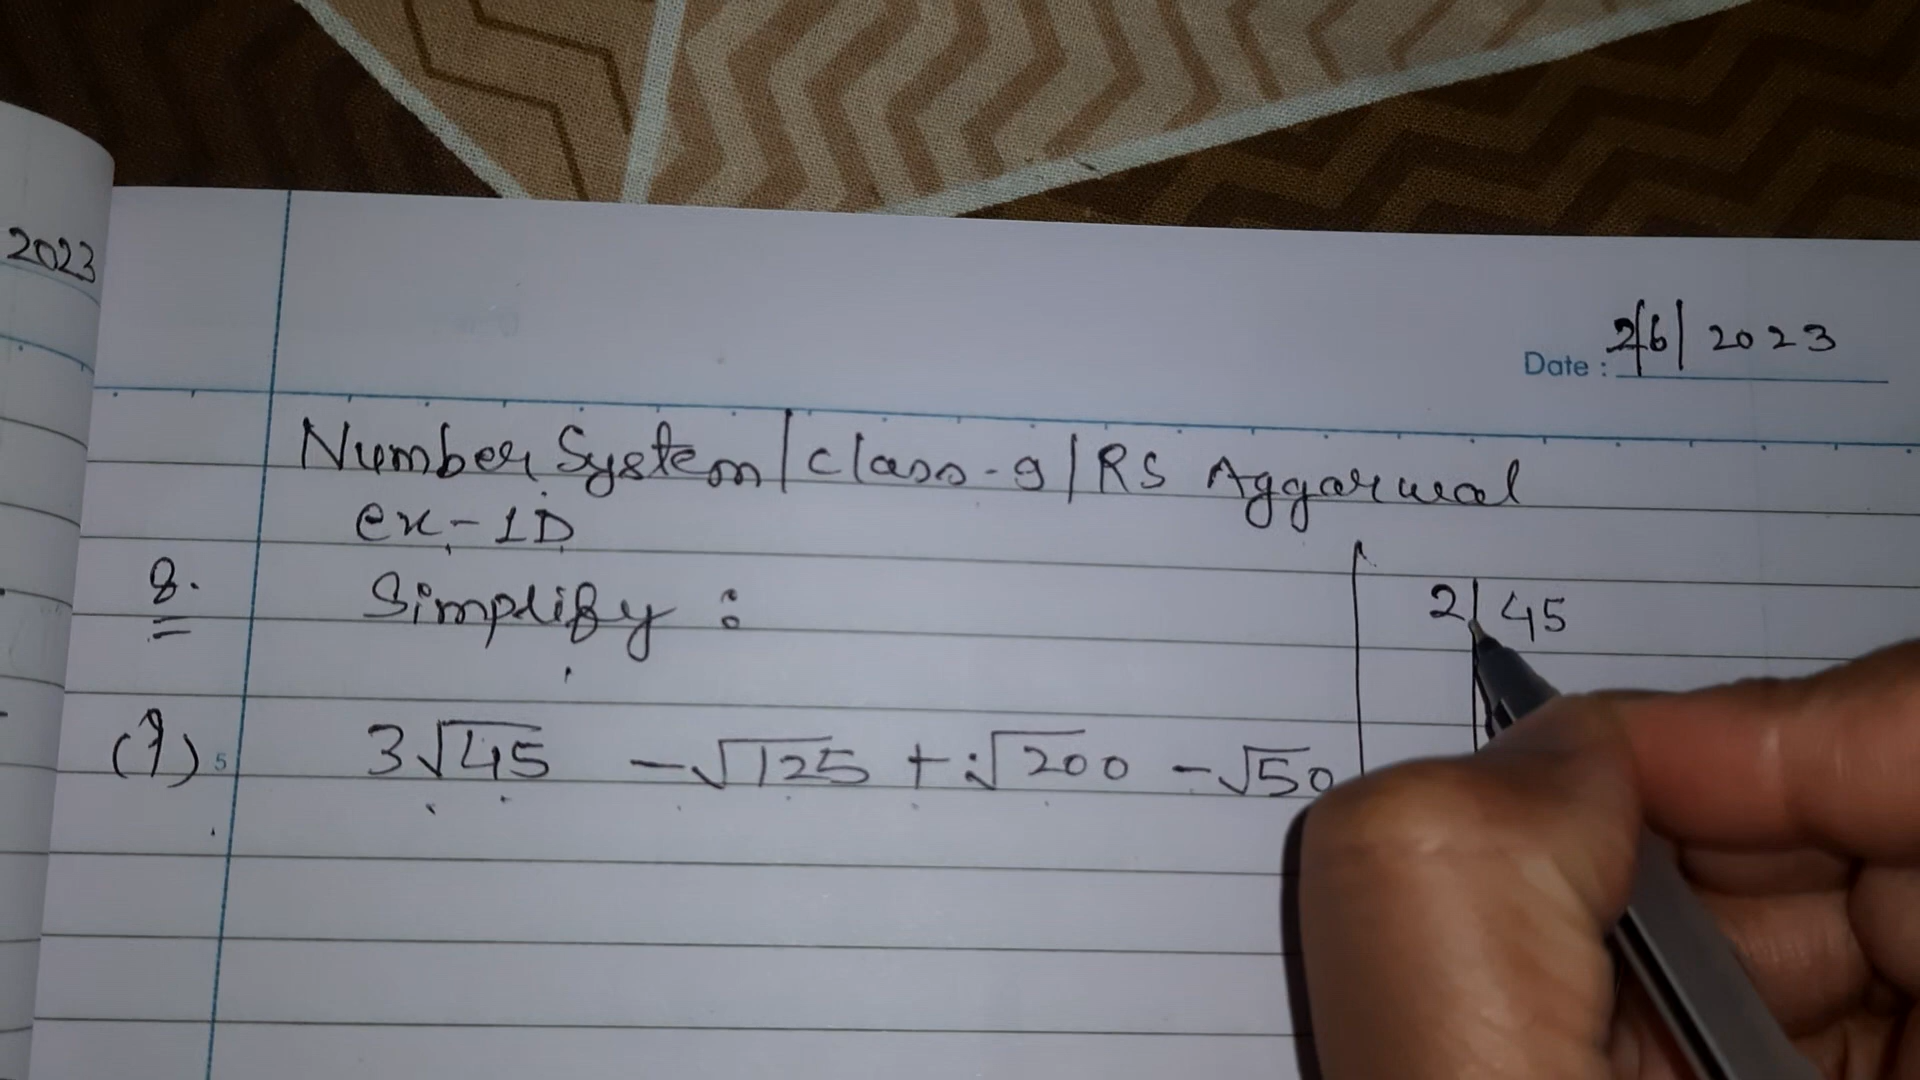 2023
Date : 2/6/2023
Number System/class-9/RS Aggarwal
ex-1D
8. Simplify :
2 45
(i) 5 3√45 -√125 + √200 -√50